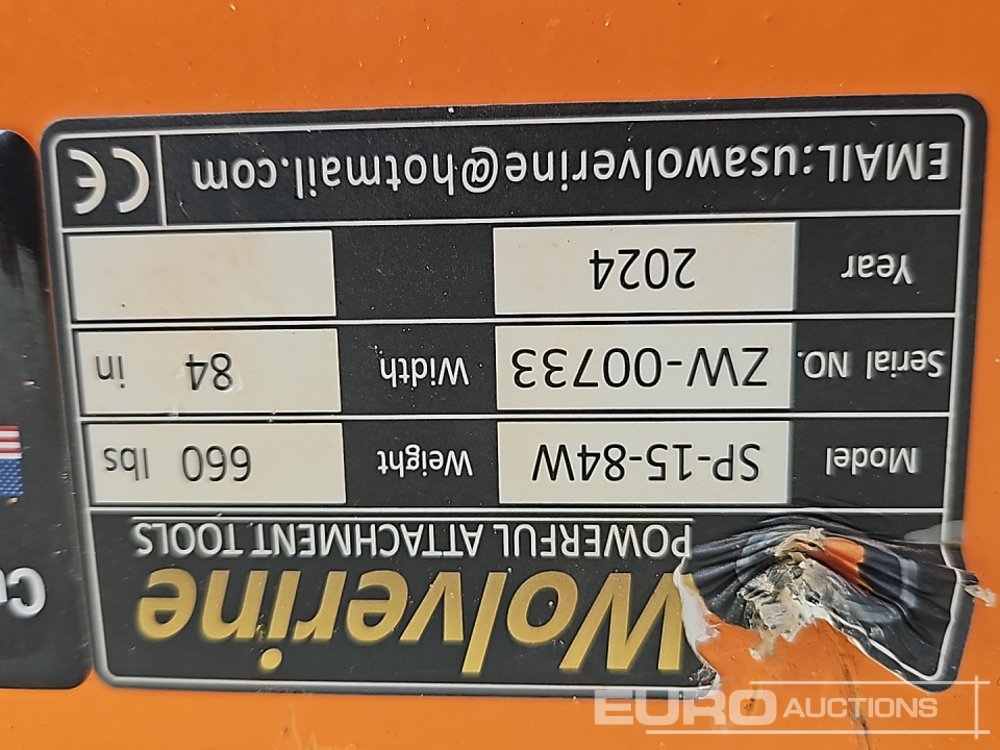 Wolverine
POWERFUL ATTACHMENT TOOLS
Model SP-15-84W Weight 660 lbs
Serial NO. ZW-00733 Width 84 in
Year 2024
EMAIL:usawolverine@hotmail.com CE
EURO AUCTIONS